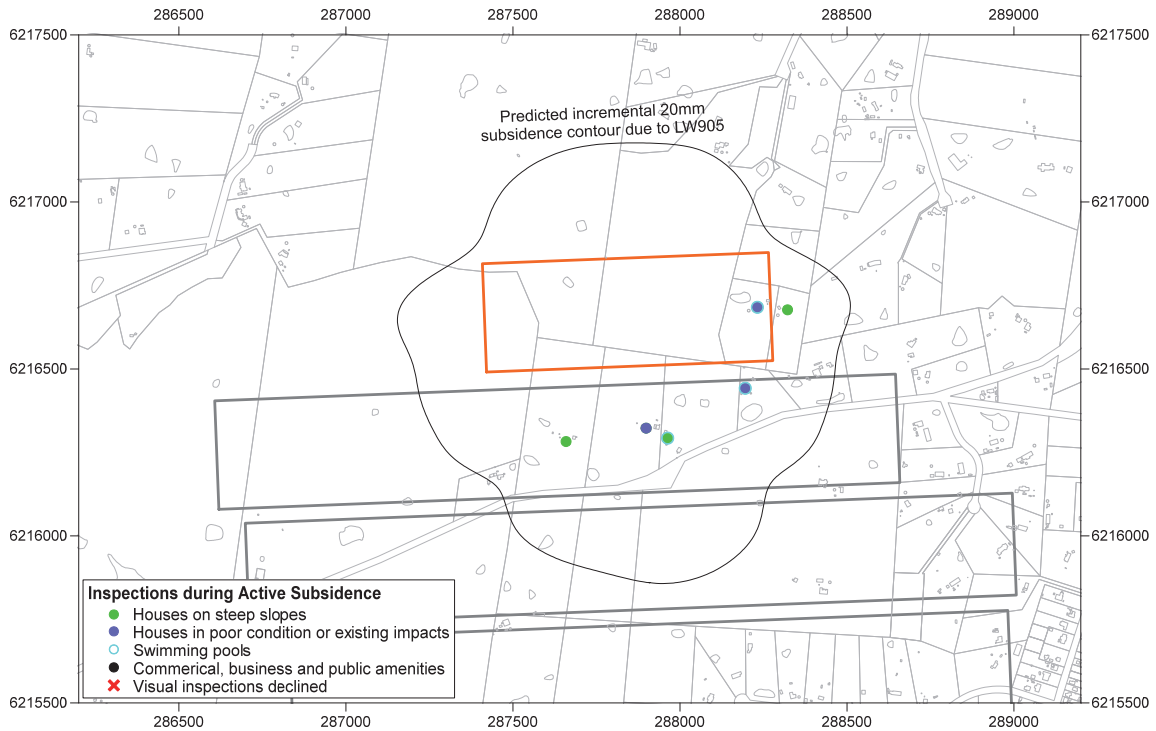 286500 287000 287500 288000 288500 289000
6217500 6217500
Predicted incremental 20mm
subsidence contour due to LW905
6217000 6217000
6216500 6216500
6216000 6216000
Inspections during Active Subsidence
Houses on steep slopes
Houses in poor condition or existing impacts
Swimming pools
Commerical, business and public amenities
Visual inspections declined
6215500 6215500
286500 287000 287500 288000 288500 289000